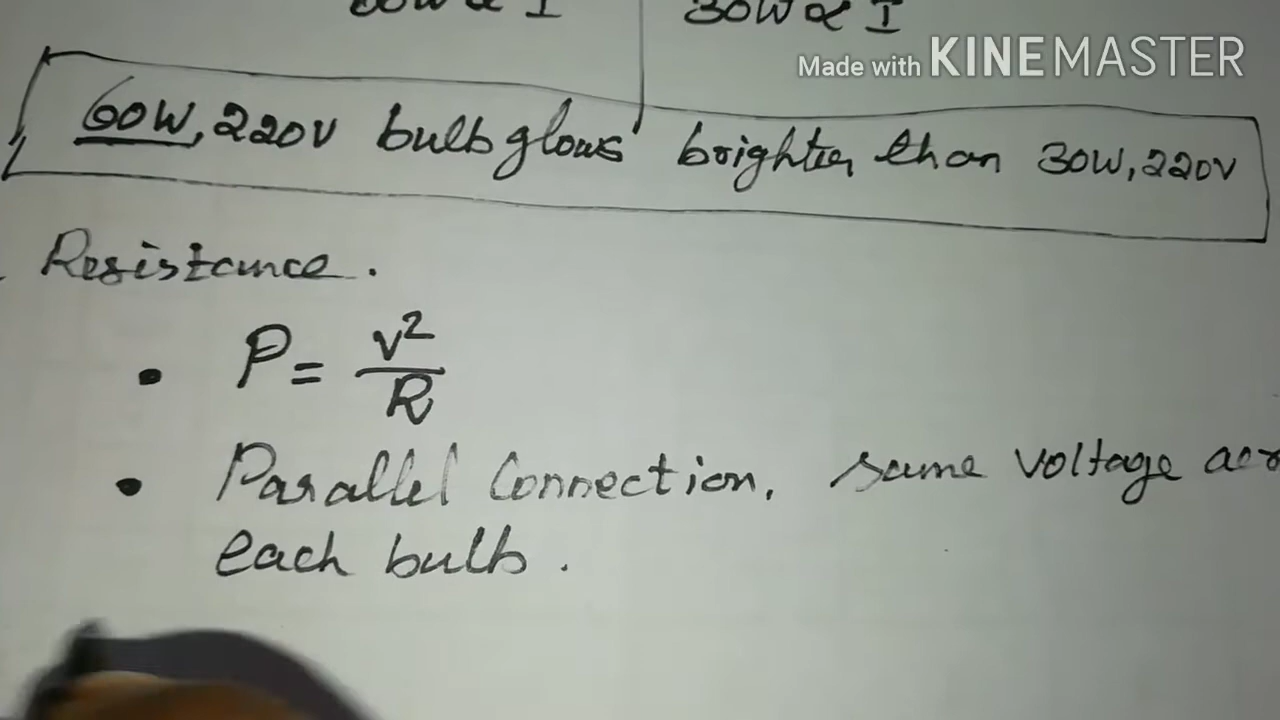 60W ∝ I 30W ∝ I
Made with KINEMASTER
60W, 220V bulb glows brighter than 30W, 220V
Resistance.
• P = V²/R
• Parallel Connection, same voltage
each bulb.